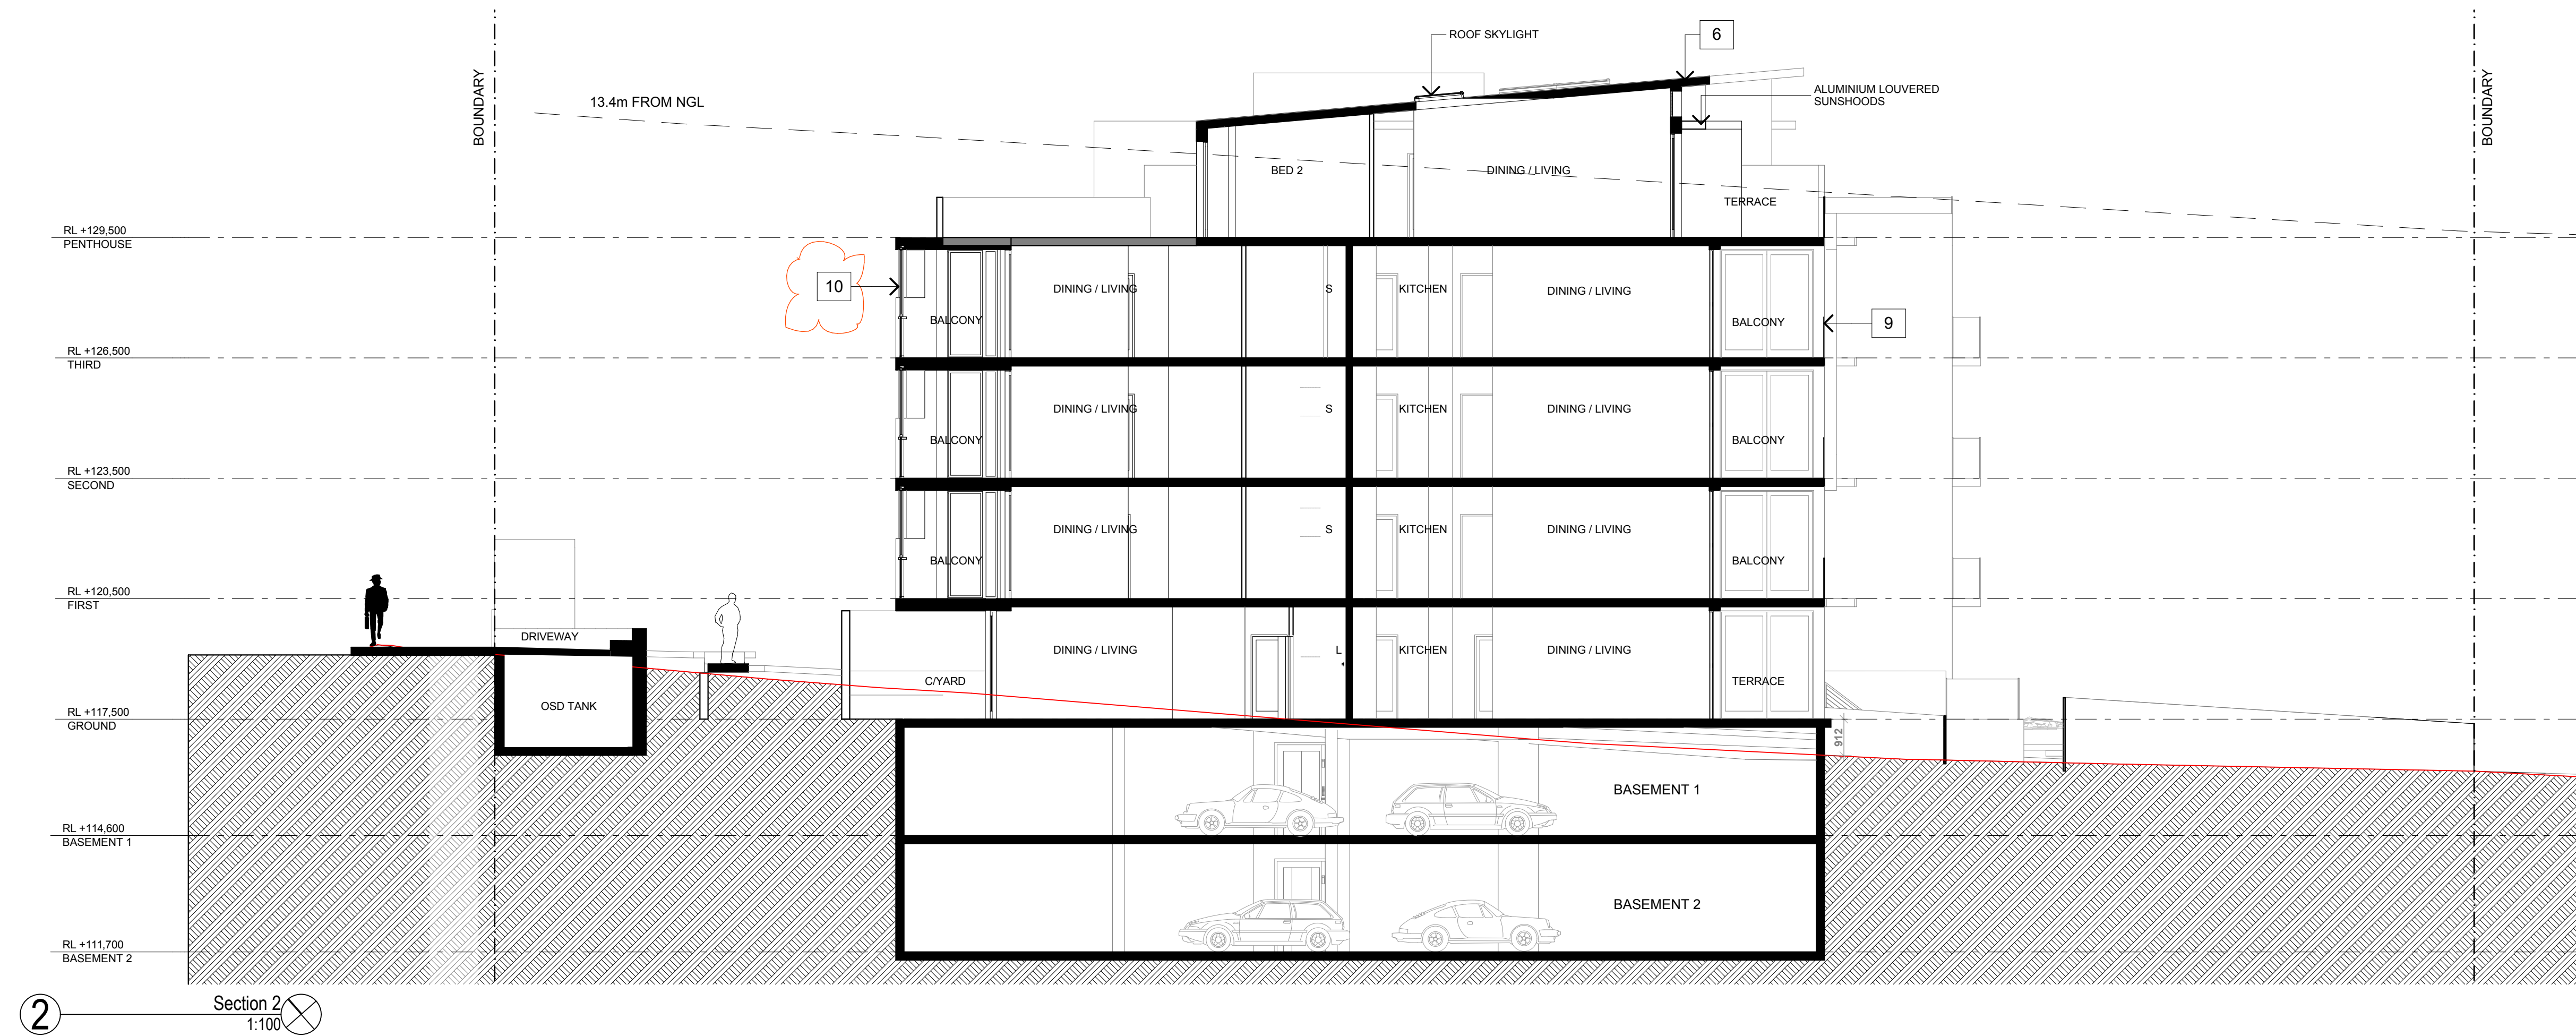 ROOF SKYLIGHT
6
BOUNDARY
13.4m FROM NGL
ALUMINIUM LOUVERED
SUNSHOODS
BOUNDARY
BED 2
DINING / LIVING
TERRACE
RL +129,500
PENTHOUSE
10
BALCONY
DINING / LIVING
S
KITCHEN
DINING / LIVING
BALCONY
9
RL +126,500
THIRD
BALCONY
DINING / LIVING
S
KITCHEN
DINING / LIVING
BALCONY
RL +123,500
SECOND
BALCONY
DINING / LIVING
S
KITCHEN
DINING / LIVING
BALCONY
RL +120,500
FIRST
DRIVEWAY
C/YARD
DINING / LIVING
L
KITCHEN
DINING / LIVING
TERRACE
OSD TANK
RL +117,500
GROUND
912
BASEMENT 1
RL +114,600
BASEMENT 1
BASEMENT 2
RL +111,700
BASEMENT 2
2
Section 2
1:100